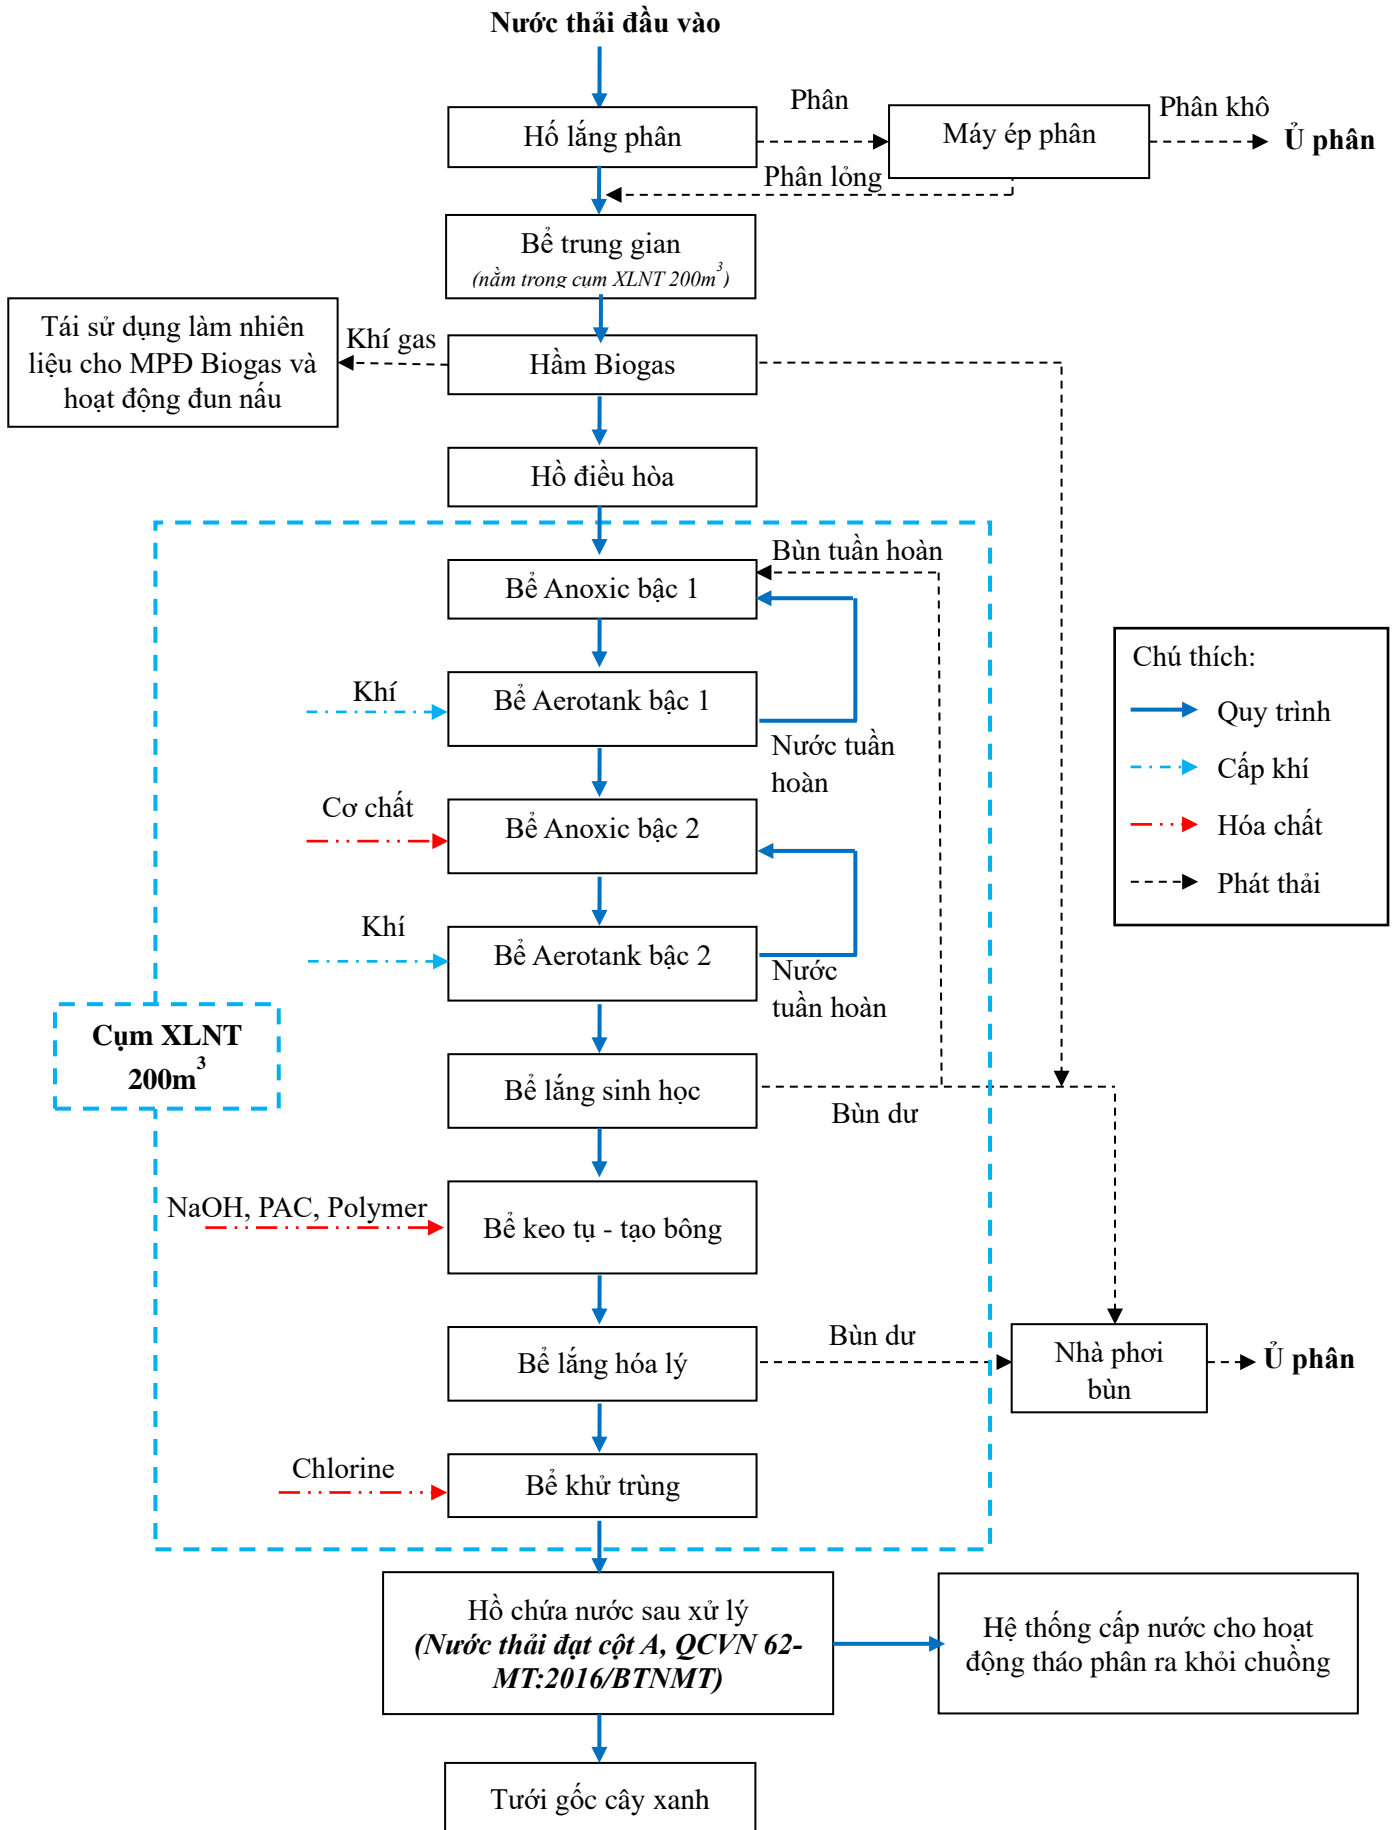 Nước thải đầu vào
Hố lắng phân
Phân
Máy ép phân
Phân khô
Ủ phân
Phân lỏng
Bể trung gian
(nằm trong cụm XLNT 200m³)
Tái sử dụng làm nhiên
liệu cho MPĐ Biogas và
hoạt động đun nấu
Khí gas
Hầm Biogas
Hồ điều hòa
Bùn tuần hoàn
Bể Anoxic bậc 1
Khí
Bể Aerotank bậc 1
Nước tuần
hoàn
Cơ chất
Bể Anoxic bậc 2
Khí
Bể Aerotank bậc 2
Nước
tuần hoàn
Chú thích:
Quy trình
Cấp khí
Hóa chất
Phát thải
Cụm XLNT
200m³
Bể lắng sinh học
Bùn dư
NaOH, PAC, Polymer
Bể keo tụ - tạo bông
Bể lắng hóa lý
Bùn dư
Nhà phơi
bùn
Ủ phân
Chlorine
Bể khử trùng
Hồ chứa nước sau xử lý
(Nước thải đạt cột A, QCVN 62-
MT:2016/BTNMT)
Hệ thống cấp nước cho hoạt
động tháo phân ra khỏi chuồng
Tưới gốc cây xanh